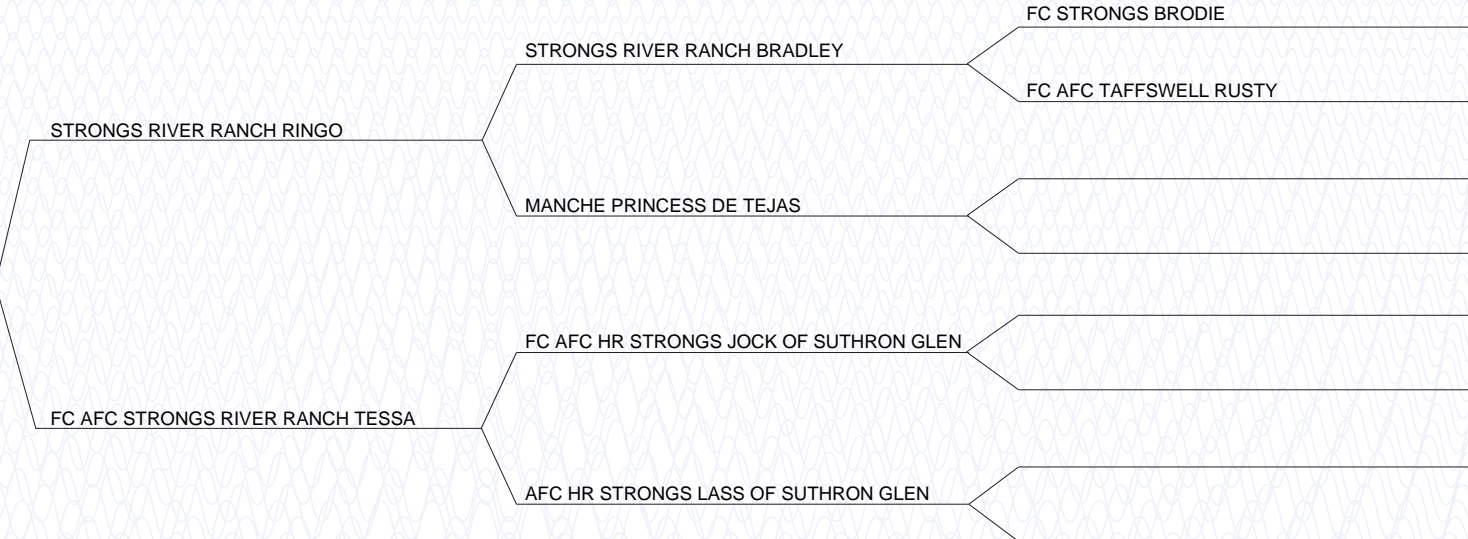 FC STRONGS BRODIE
STRONGS RIVER RANCH BRADLEY
FC AFC TAFFSWELL RUSTY
STRONGS RIVER RANCH RINGO
MANCHE PRINCESS DE TEJAS
FC AFC HR STRONGS JOCK OF SUTHRON GLEN
FC AFC STRONGS RIVER RANCH TESSA
AFC HR STRONGS LASS OF SUTHRON GLEN